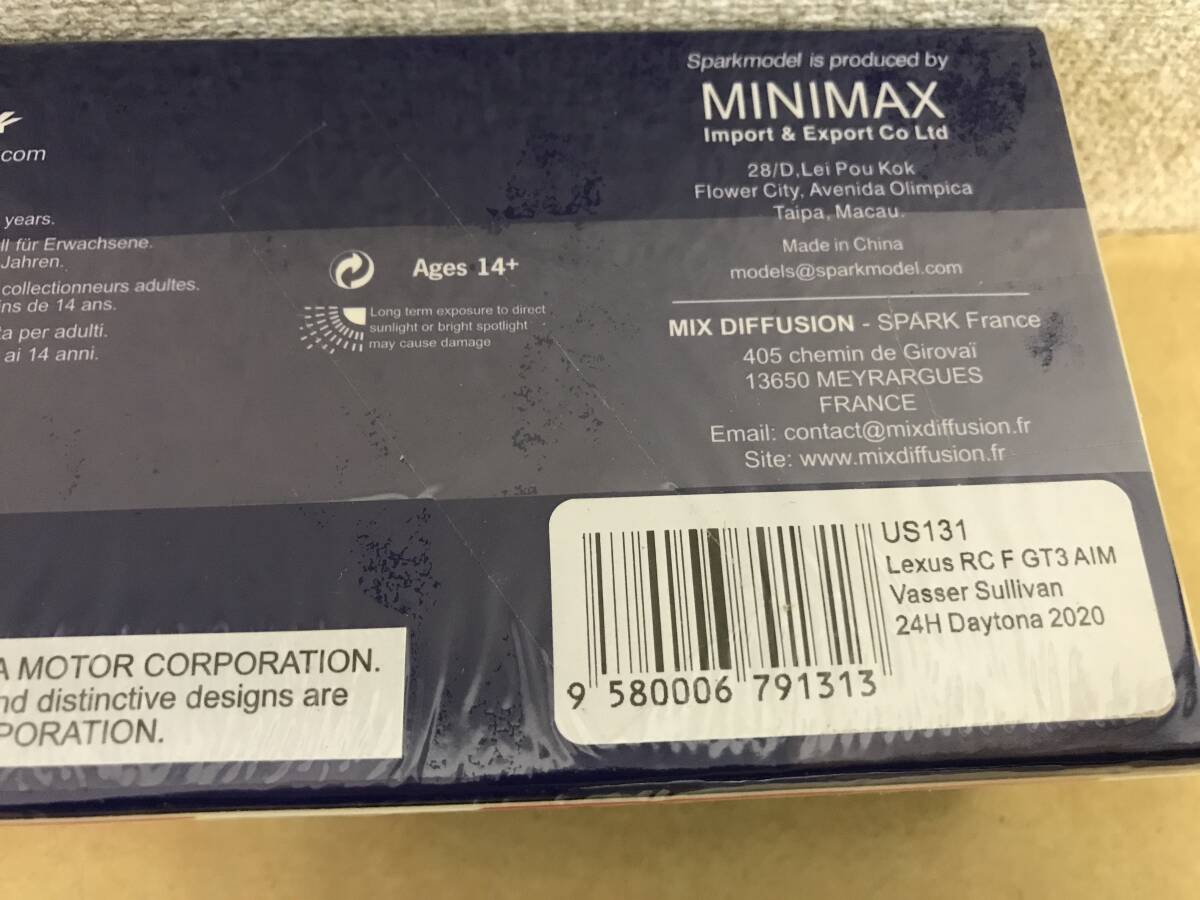 .com
years.
ll für Erwachsene.
Jahren.
collectionneurs adultes.
ins de 14 ans.
ta per adulti.
ai 14 anni.
Ages 14+
Long term exposure to direct
sunlight or bright spotlight
may cause damage
Sparkmodel is produced by
MINIMAX
Import & Export Co Ltd
28/D,Lei Pou Kok
Flower City, Avenida Olimpica
Taipa, Macau.
Made in China
models@sparkmodel.com
MIX DIFFUSION - SPARK France
405 chemin de Girovaï
13650 MEYRARGUES
FRANCE
Email: contact@mixdiffusion.fr
Site: www.mixdiffusion.fr
A MOTOR CORPORATION.
nd distinctive designs are
PORATION.
US131
Lexus RC F GT3 AIM
Vasser Sullivan
24H Daytona 2020
9 580006 791313